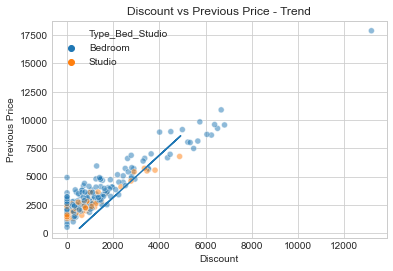 Discount vs Previous Price - Trend
Type_Bed_Studio
Bedroom
Studio
Previous Price
17500
15000
12500
10000
7500
5000
2500
0
0
2000
4000
6000
8000
10000
12000
Discount